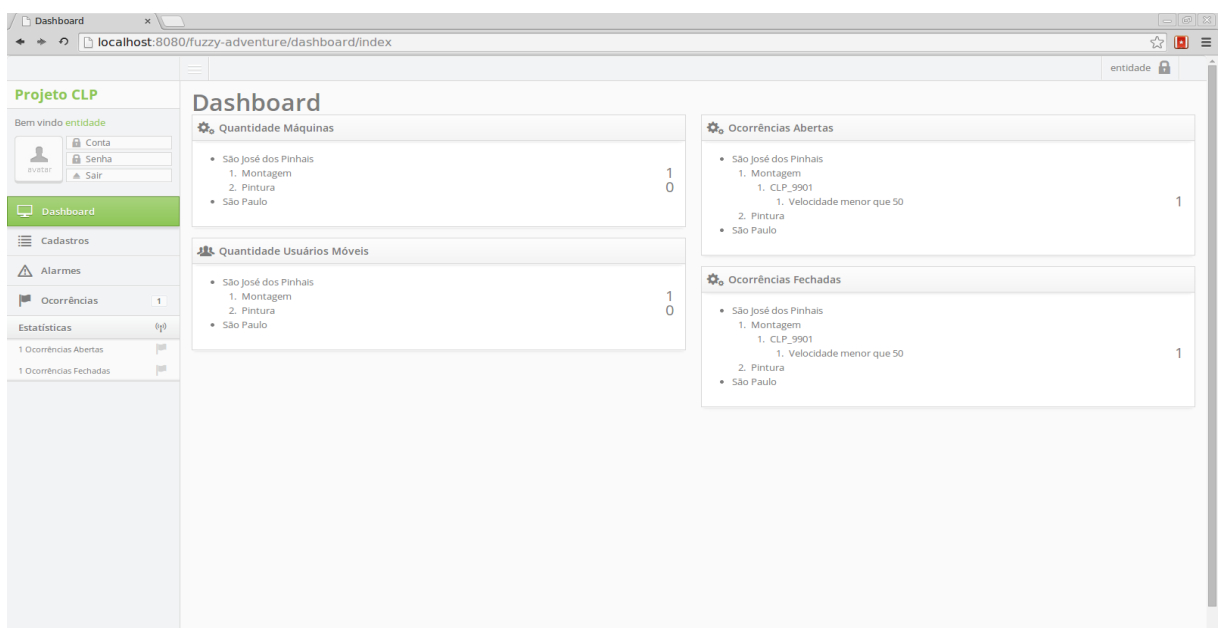 Dashboard
localhost:8080/fuzzy-adventure/dashboard/index
entidade
Projeto CLP
Bem vindo entidade
avatar
Conta
Senha
Sair
Dashboard
Cadastros
Alarmes
Ocorrências 1
Estatísticas
1 Ocorrências Abertas
1 Ocorrências Fechadas
Dashboard
Quantidade Máquinas
• São José dos Pinhais
1. Montagem 1
2. Pintura 0
• São Paulo
Quantidade Usuários Móveis
• São José dos Pinhais
1. Montagem 1
2. Pintura 0
• São Paulo
Ocorrências Abertas
• São José dos Pinhais
1. Montagem
1. CLP_9901
1. Velocidade menor que 50 1
2. Pintura
• São Paulo
Ocorrências Fechadas
• São José dos Pinhais
1. Montagem
1. CLP_9901
1. Velocidade menor que 50 1
2. Pintura
• São Paulo